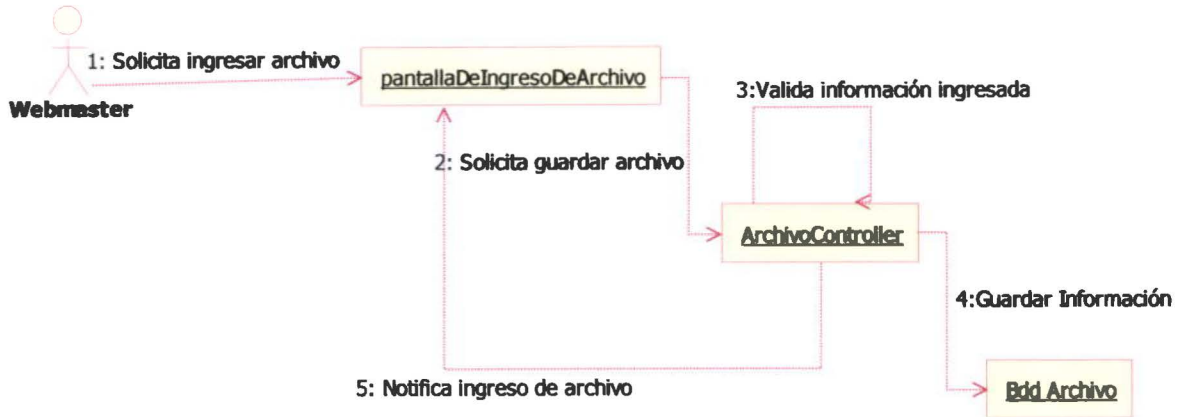 1: Solicita ingresar archivo
pantallaDeIngresoDeArchivo
Webmaster
3:Valida información ingresada
2: Solicita guardar archivo
ArchivoController
4:Guardar Información
5: Notifica ingreso de archivo
Bdd Archivo